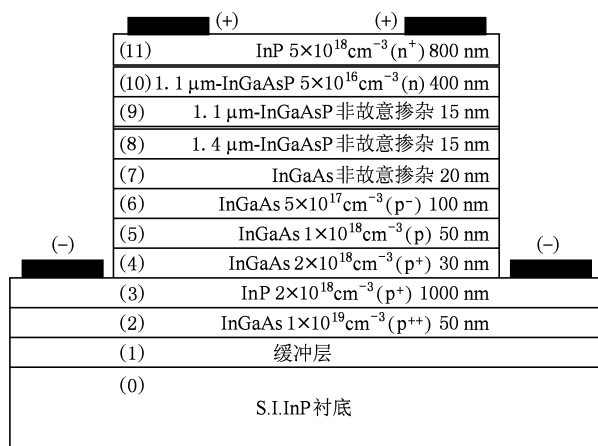 (+) (+)
(11) InP 5×10¹⁸cm⁻³(n⁺) 800 nm
(10) 1. 1 μm-InGaAsP 5×10¹⁶cm⁻³(n) 400 nm
(9) 1. 1 μm-InGaAsP 非故意掺杂 15 nm
(8) 1. 4 μm-InGaAsP 非故意掺杂 15 nm
(7) InGaAs 非故意掺杂 20 nm
(6) InGaAs 5×10¹⁷cm⁻³(p⁻) 100 nm
(5) InGaAs 1×10¹⁸cm⁻³(p) 50 nm
(−) (−)
(4) InGaAs 2×10¹⁸cm⁻³(p⁺) 30 nm
(3) InP 2×10¹⁸cm⁻³(p⁺) 1000 nm
(2) InGaAs 1×10¹⁹cm⁻³(p⁺⁺) 50 nm
(1) 缓冲层
(0)
S.I.InP衬底